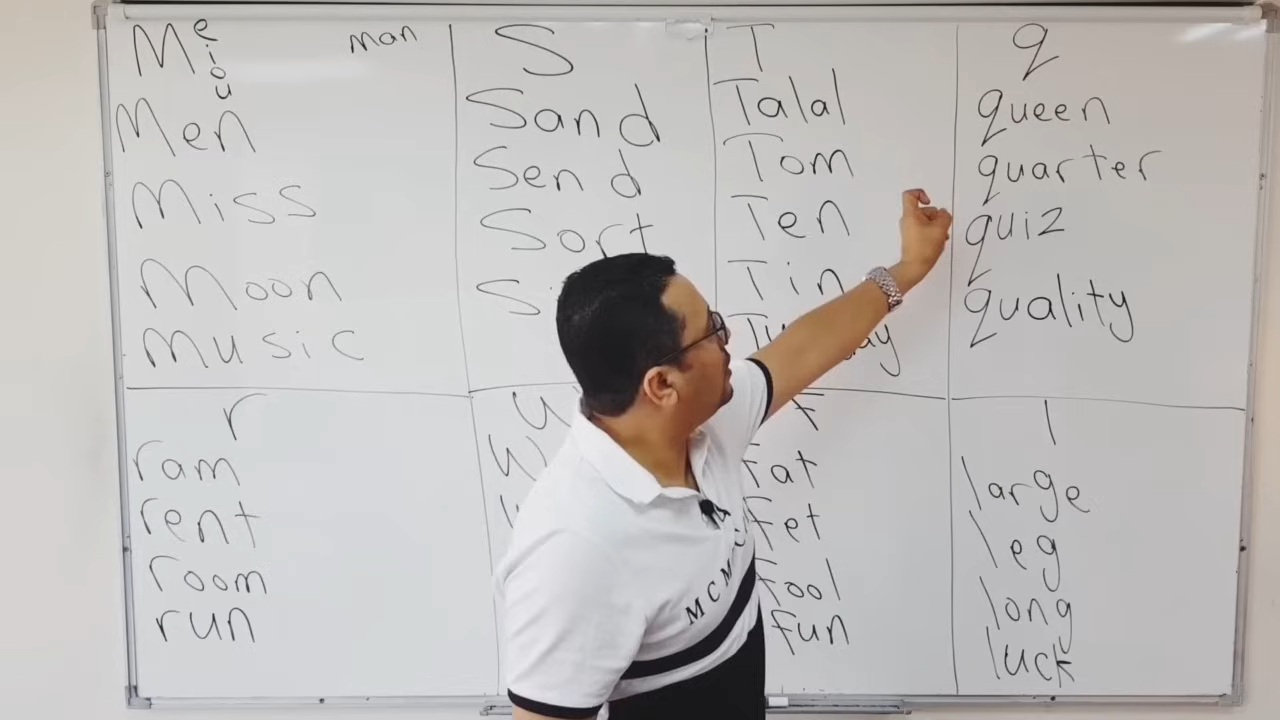 M e i o u
man
Men
Miss
Moon
Music
S
Sand
Send
Sort
T
Talal
Tom
Ten
Tin
q
queen
quarter
quiz
quality
r
ram
rent
room
run
F
Fat
Fet
Fool
fun
l
large
leg
long
luck
MCMC